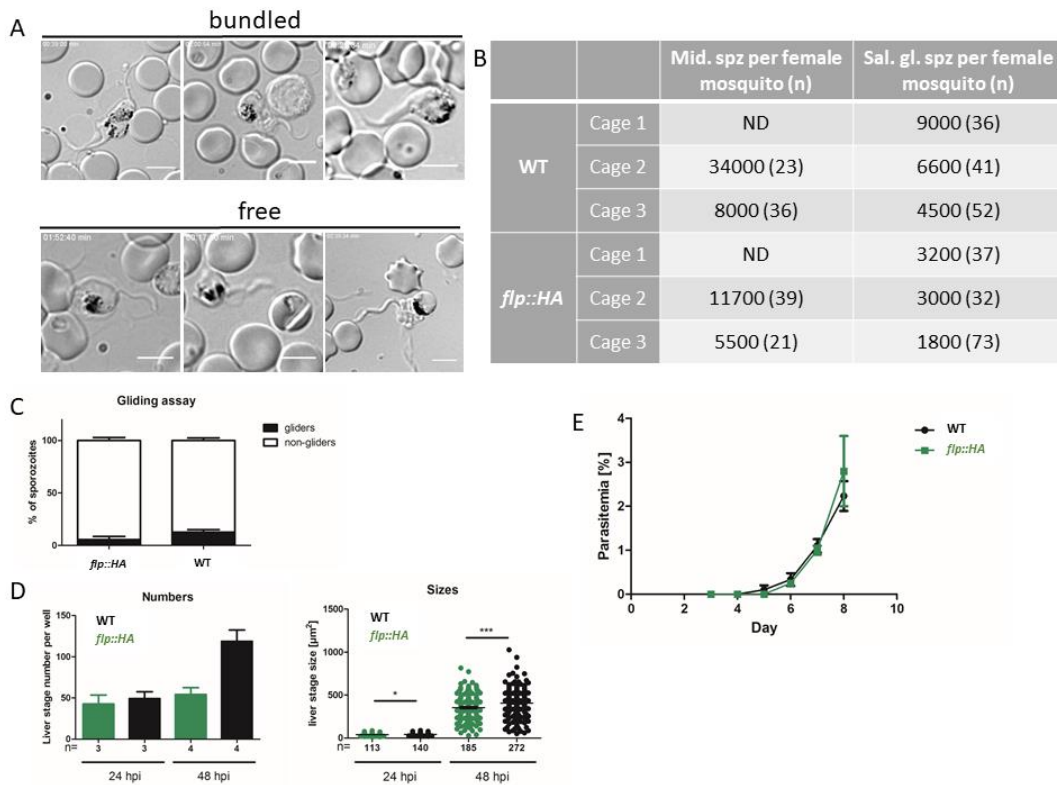 A
bundled
free
B
Mid. spz per female mosquito (n)
Sal. gl. spz per female mosquito (n)
WT
Cage 1
ND
9000 (36)
Cage 2
34000 (23)
6600 (41)
Cage 3
8000 (36)
4500 (52)
flp::HA
Cage 1
ND
3200 (37)
Cage 2
11700 (39)
3000 (32)
Cage 3
5500 (21)
1800 (73)
C
Gliding assay
gliders
non-gliders
% of sporozoites
100
50
0
flp::HA
WT
D
Numbers
WT
flp::HA
Liver stage number per well
150
100
50
0
n=
3
3
4
4
24 hpi
48 hpi
Sizes
WT
flp::HA
liver stage size [µm²]
1500
1000
500
0
*
***
n=
113
140
185
272
24 hpi
48 hpi
E
WT
flp::HA
Parasitemia [%]
4
3
2
1
0
0
2
4
6
8
10
Day